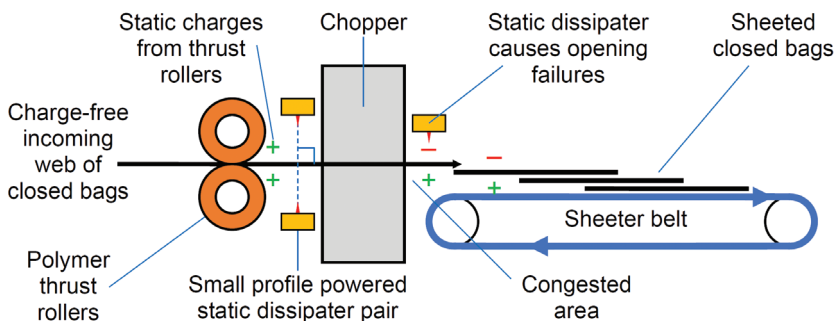 Static charges
from thrust
rollers
Chopper
Static dissipater
causes opening
failures
Sheeted
closed bags
Charge-free
incoming
web of
closed bags
+
+
−
+
−
+
Sheeter belt
Polymer
thrust
rollers
Small profile powered
static dissipater pair
Congested
area